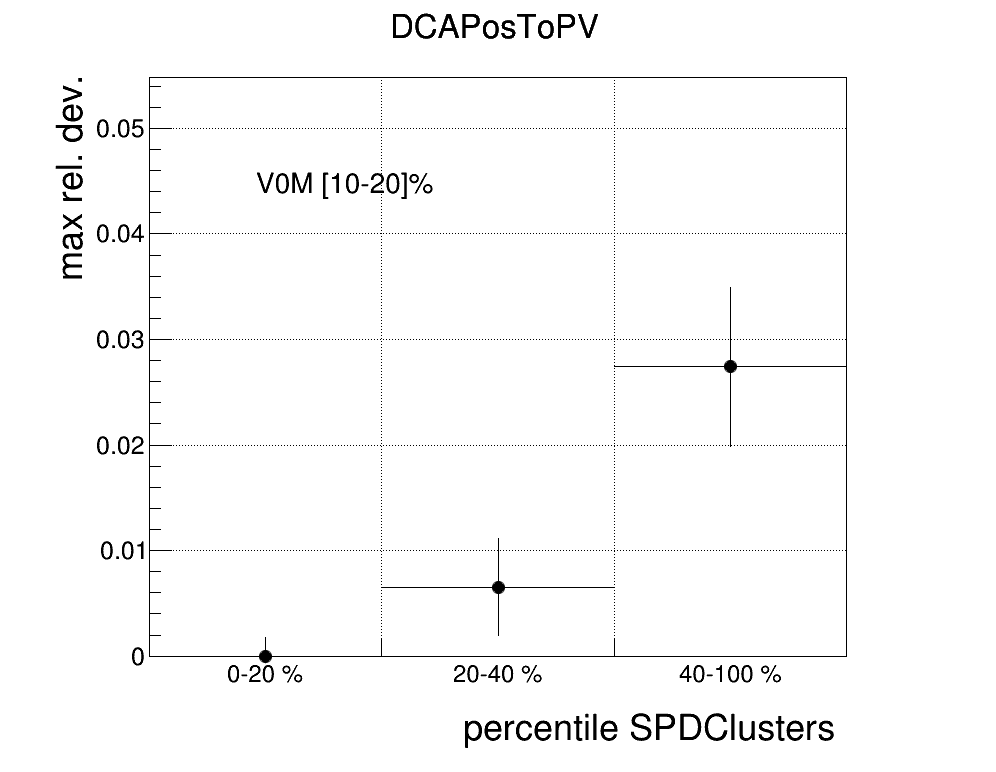 DCAPosToPV
max rel. dev.
0.05
V0M [10-20]%
0.04
0.03
0.02
0.01
0
0-20 %
20-40 %
40-100 %
percentile SPDClusters